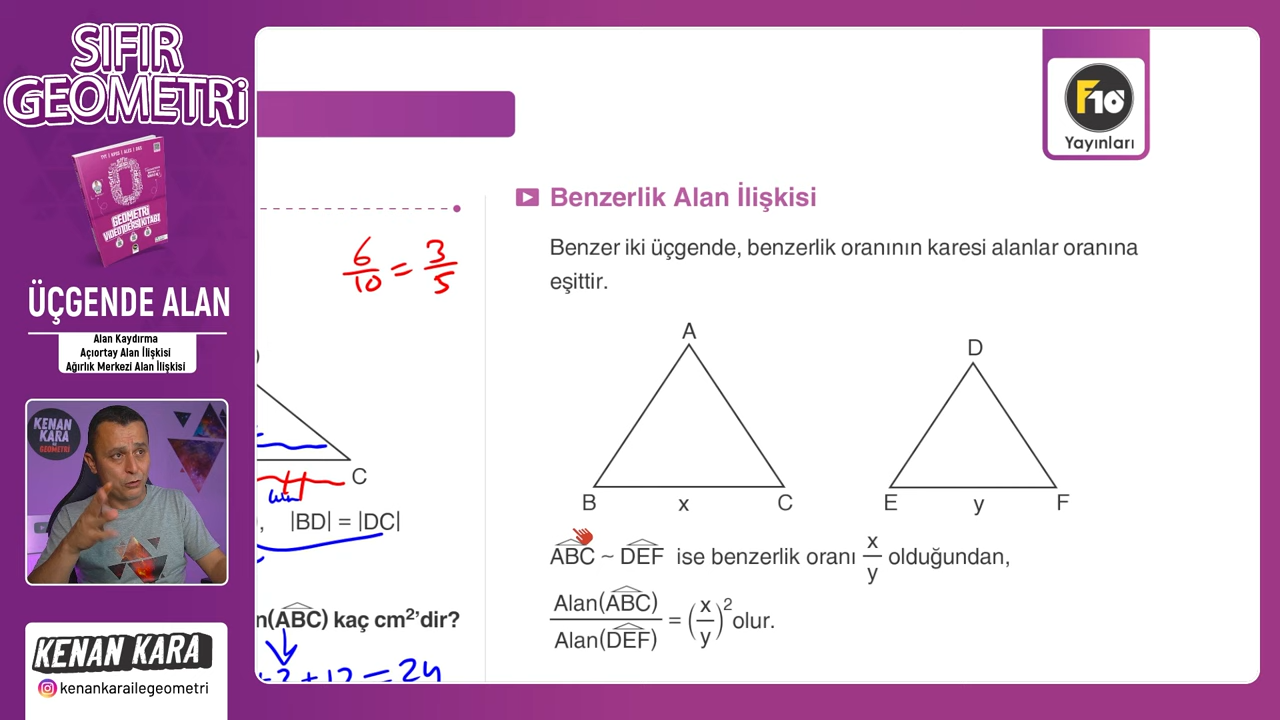 SIFIR
GEOMETRİ
GEOMETRİ
VİDEO DERS KİTABI
ÜÇGENDE ALAN
Alan Kaydırma
Açıortay Alan İlişkisi
Ağırlık Merkezi Alan İlişkisi
KENAN
KARA
GEOMETRİ
KENAN KARA
kenankarailegeometri
6/10 = 3/5
C
, |BD| = |DC|
n(ABC) kaç cm²'dir?
+ 12 = 24
F10
Yayınları
Benzerlik Alan İlişkisi
Benzer iki üçgende, benzerlik oranının karesi alanlar oranına
eşittir.
A
D
B x C
E y F
ABC ~ DEF ise benzerlik oranı x/y olduğundan,
Alan(ABC)/Alan(DEF) = (x/y)² olur.